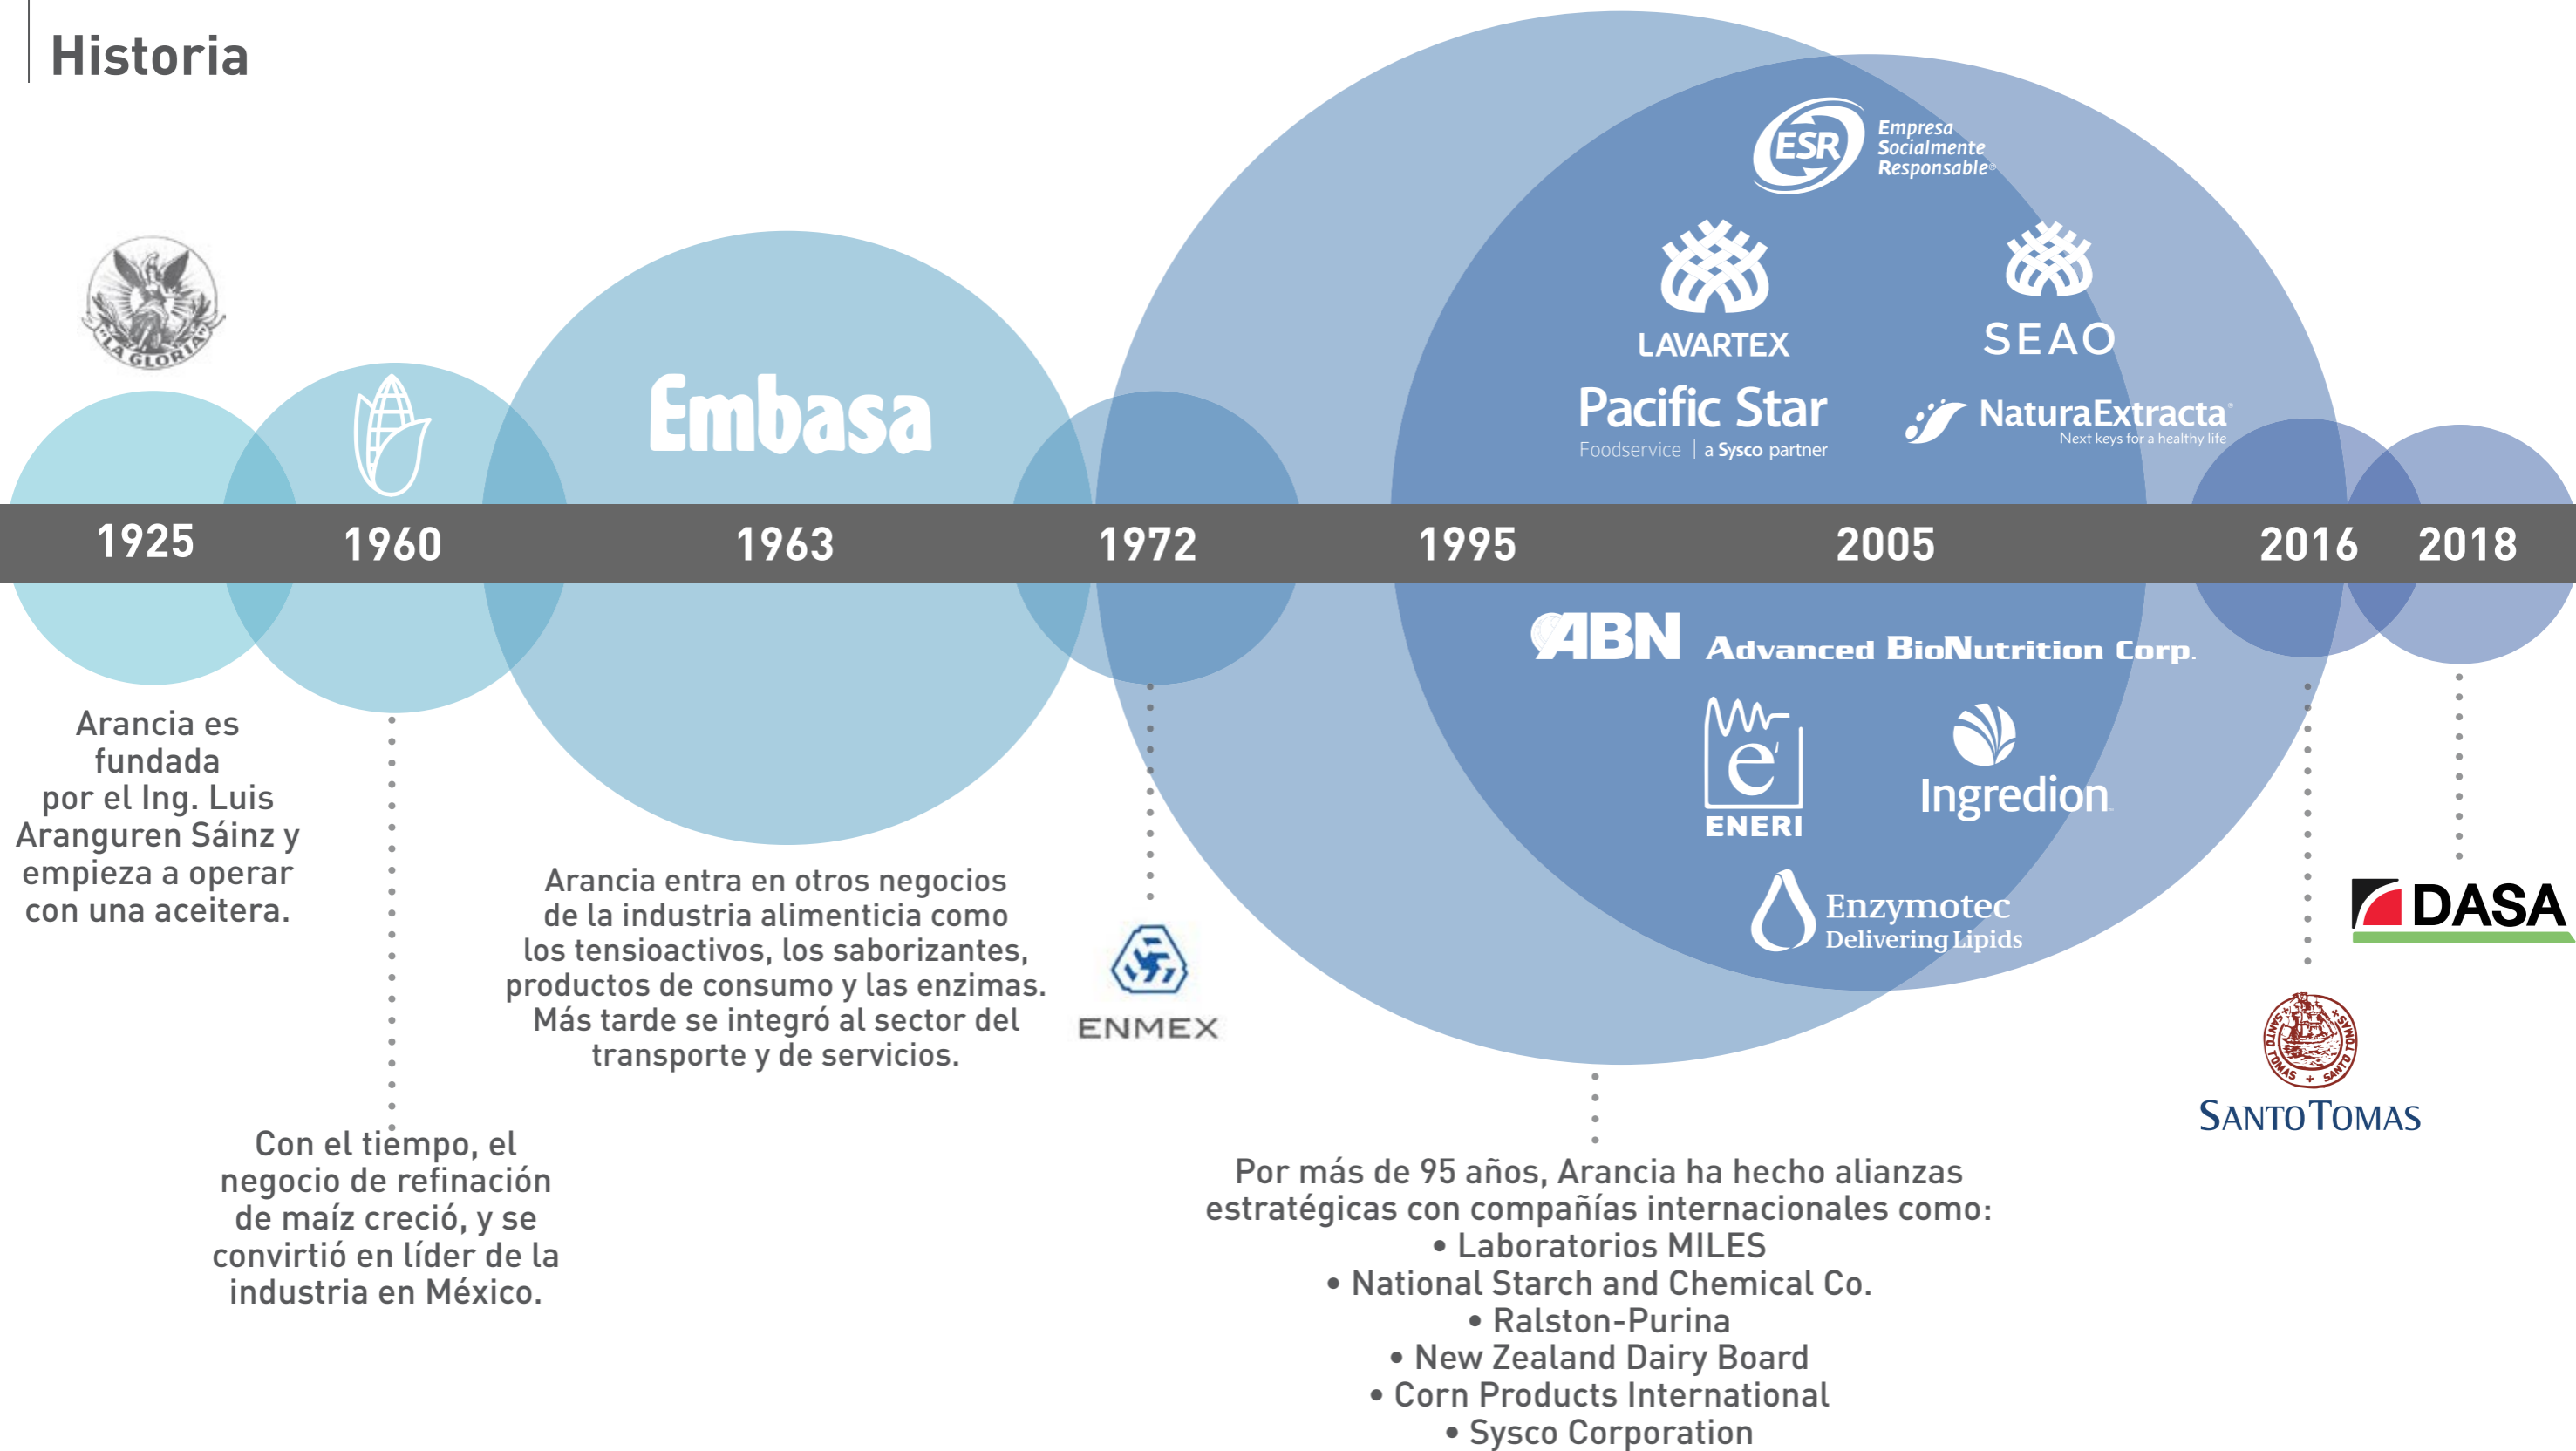 Historia
LA GLORIA
Embasa
ESR
Empresa
Socialmente
Responsable®
LAVARTEX
SEAO
Pacific Star
Foodservice | a Sysco partner
NaturaExtracta®
Next keys for a healthy life
1925
1960
1963
1972
1995
2005
2016
2018
Arancia es
fundada
por el Ing. Luis
Aranguren Sáinz y
empieza a operar
con una aceitera.
Con el tiempo, el
negocio de refinación
de maíz creció, y se
convirtió en líder de la
industria en México.
Arancia entra en otros negocios
de la industria alimenticia como
los tensioactivos, los saborizantes,
productos de consumo y las enzimas.
Más tarde se integró al sector del
transporte y de servicios.
ENMEX
ABN Advanced BioNutrition Corp.
e
ENERI
Ingredion
Enzymotec
Delivering Lipids
Por más de 95 años, Arancia ha hecho alianzas
estratégicas con compañías internacionales como:
• Laboratorios MILES
• National Starch and Chemical Co.
• Ralston-Purina
• New Zealand Dairy Board
• Corn Products International
• Sysco Corporation
SANTO TOMAS + SANTO TOMAS +
SANTO TOMAS
DASA